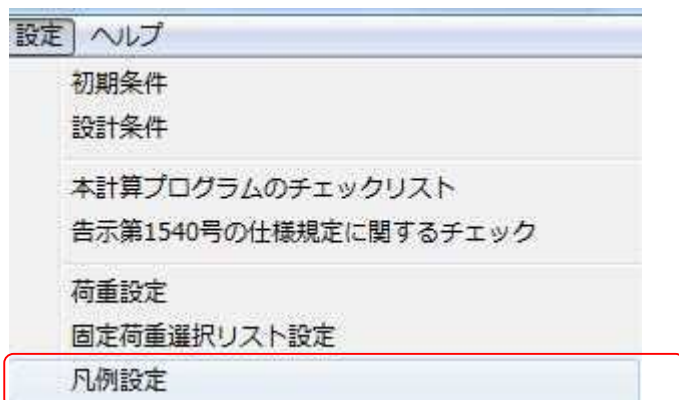 設定 ヘルプ
初期条件
設計条件
本計算プログラムのチェックリスト
告示第1540号の仕様規定に関するチェック
荷重設定
固定荷重選択リスト設定
凡例設定